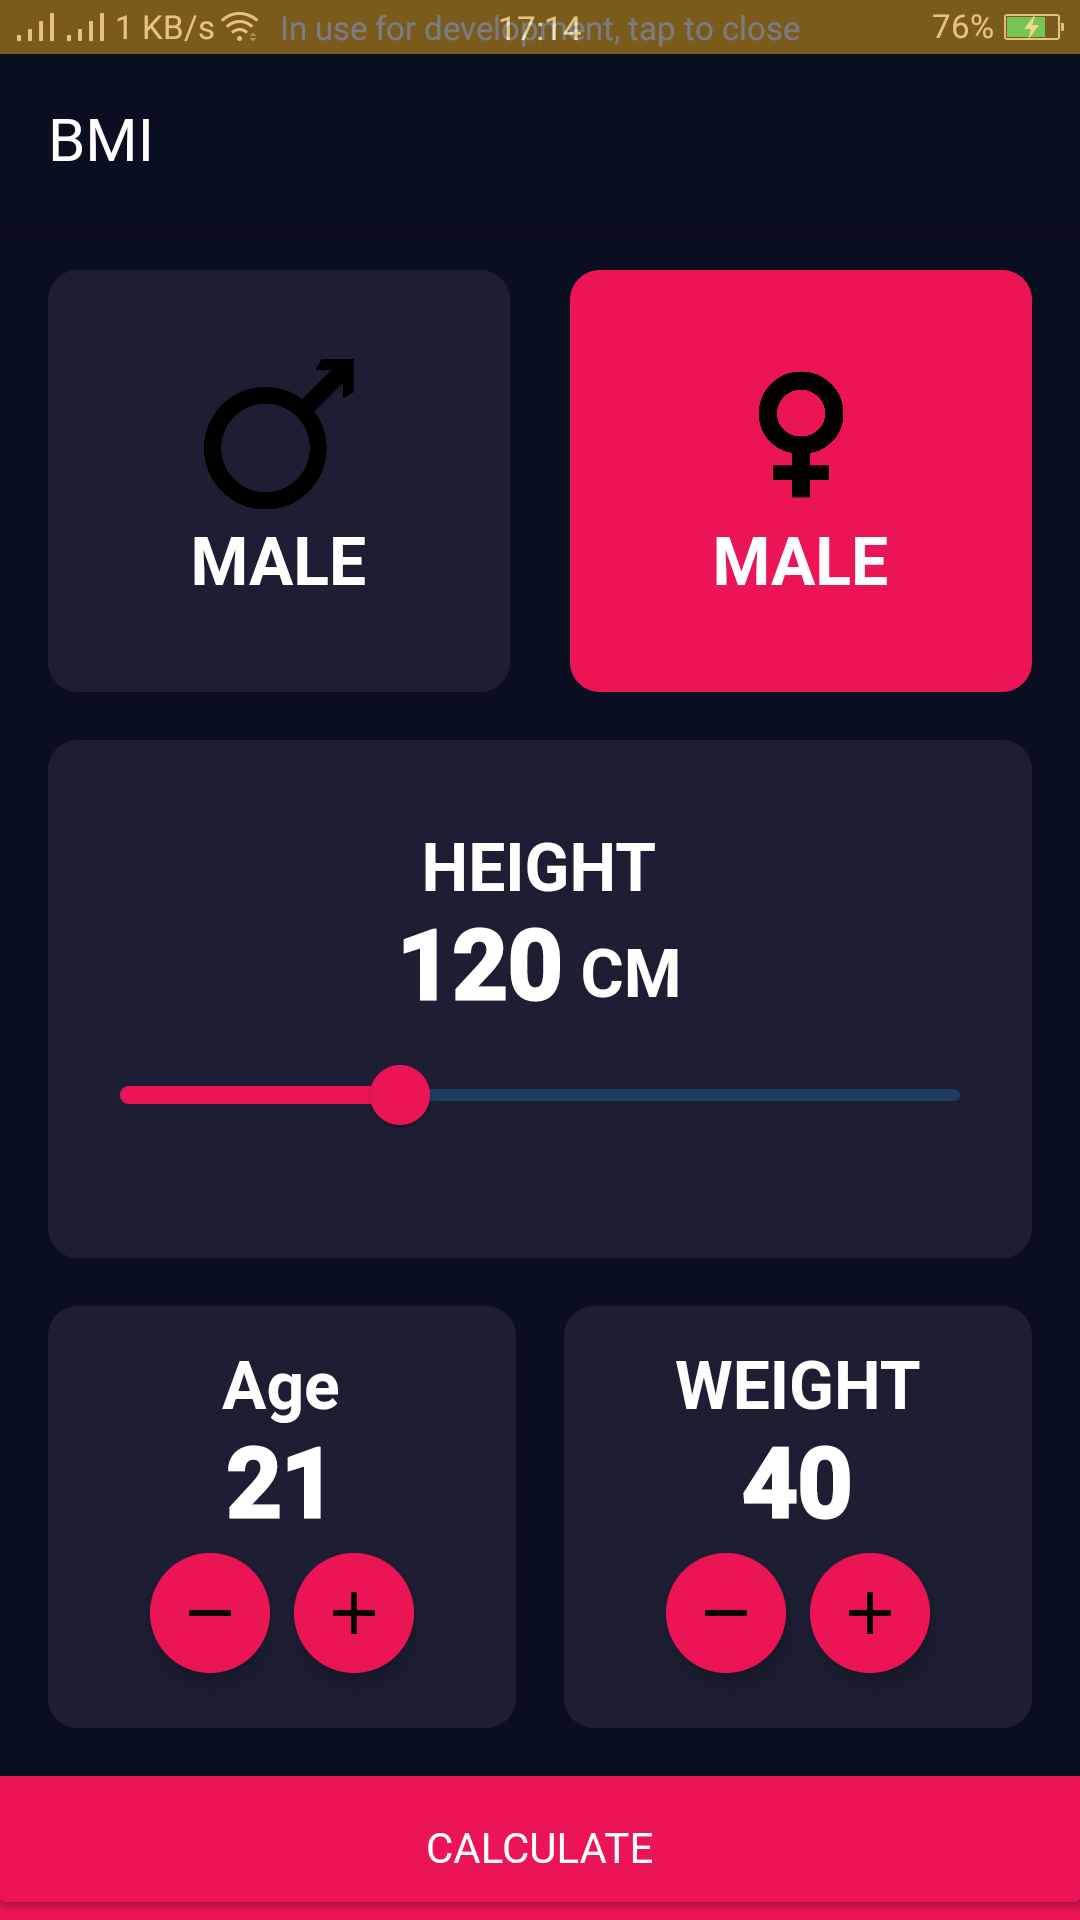 1 KB/s In use for development, tap to close 17:14 76%
BMI
MALE MALE
HEIGHT
120 CM
Age WEIGHT
21 40
CALCULATE